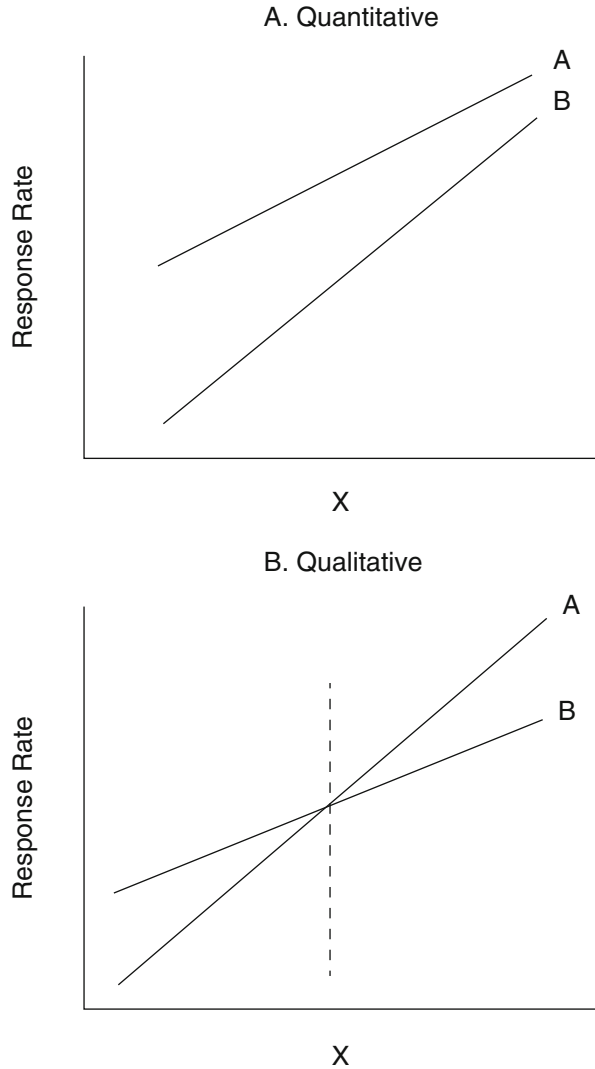 A. Quantitative
A
B
Response Rate
X
B. Qualitative
A
B
Response Rate
X